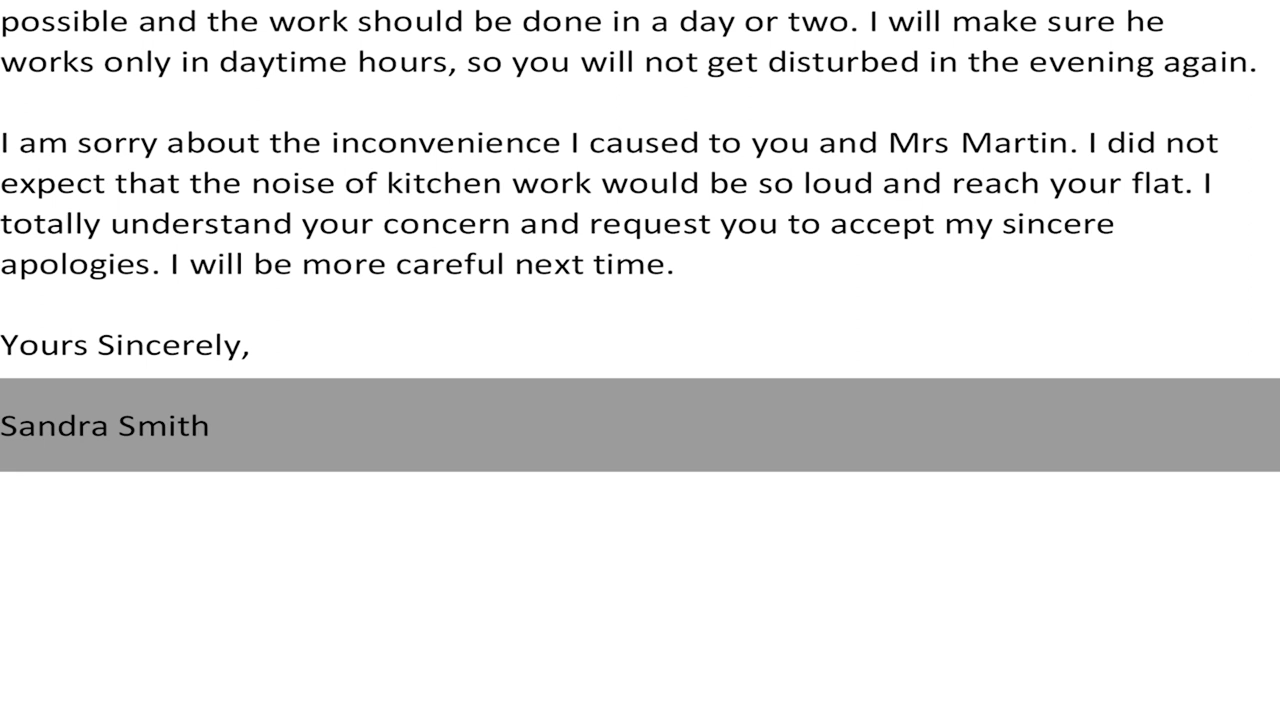 possible and the work should be done in a day or two. I will make sure he
works only in daytime hours, so you will not get disturbed in the evening again.
I am sorry about the inconvenience I caused to you and Mrs Martin. I did not
expect that the noise of kitchen work would be so loud and reach your flat. I
totally understand your concern and request you to accept my sincere
apologies. I will be more careful next time.
Yours Sincerely,
Sandra Smith